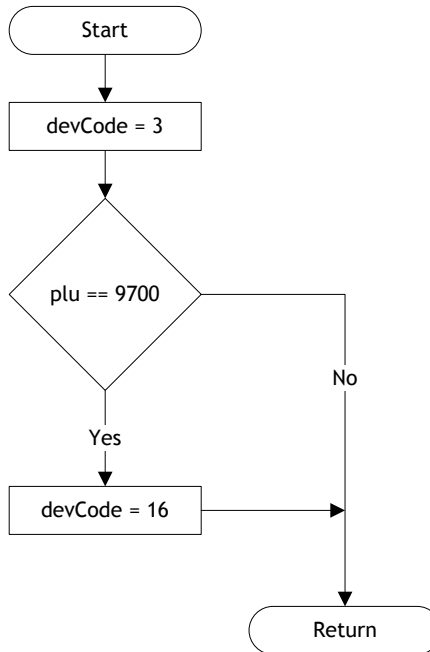 Start
devCode = 3
plu == 9700
No
Yes
devCode = 16
Return